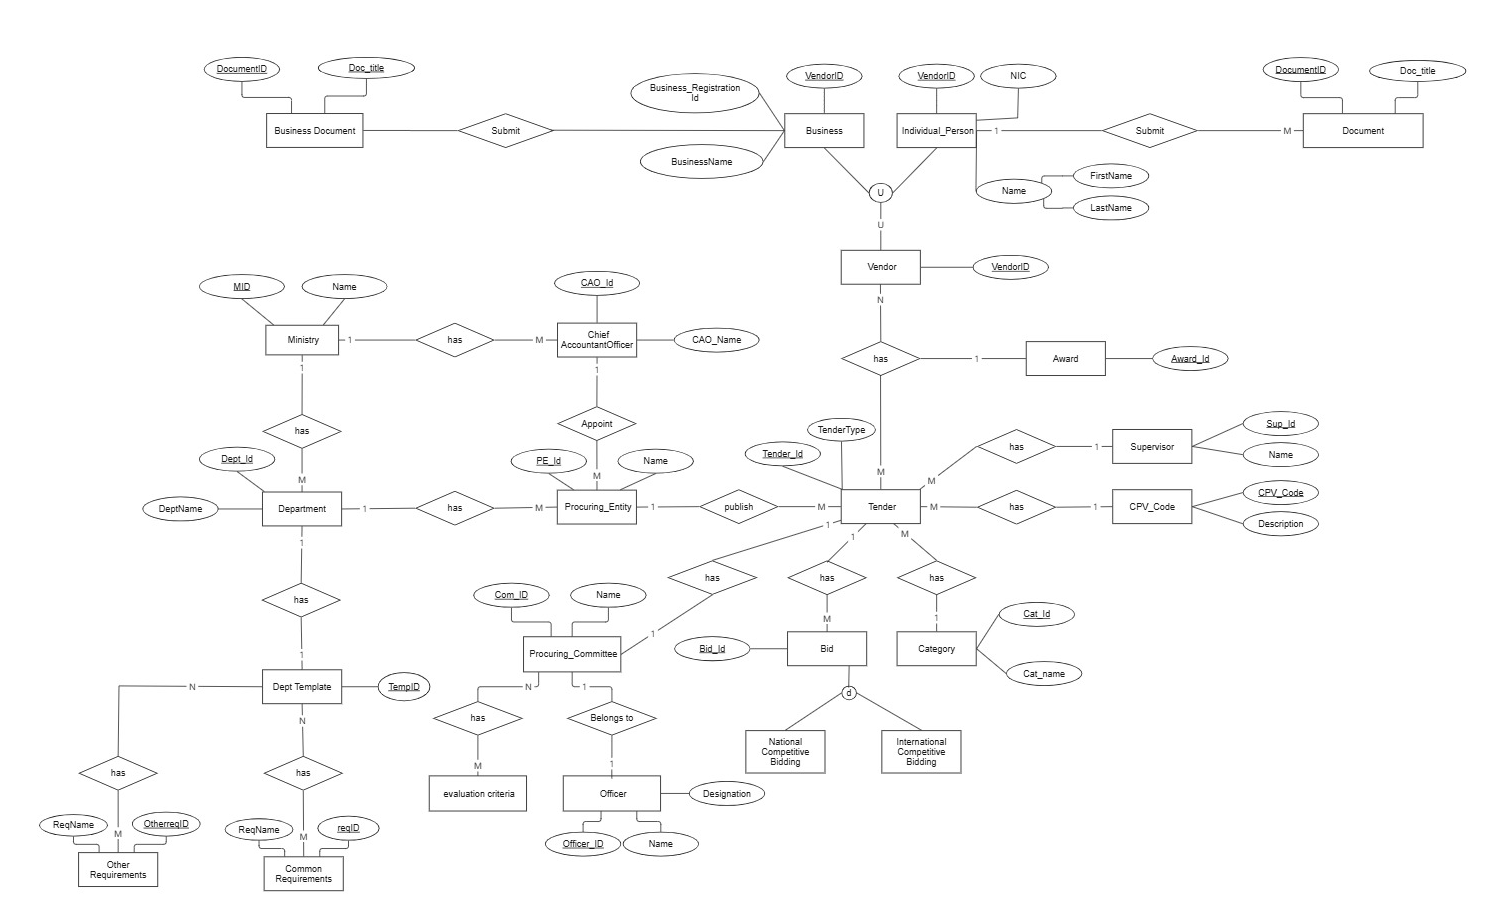 DocumentID
Doc_title
Business_Registration
Id
VendorID
VendorID
NIC
DocumentID
Doc_title
Business Document
Submit
Business
Individual_Person
1
Submit
M
Document
BusinessName
Name
FirstName
LastName
U
U
Vendor
VendorID
MID
Name
CAO_Id
N
Ministry
1
has
M
Chief
AccountantOfficer
CAO_Name
has
1
Award
Award_Id
1
1
has
Appoint
TenderType
Tender_Id
has
1
Supervisor
Sup_Id
Name
Dept_Id
PE_Id
Name
M
M
M
M
DeptName
Department
1
has
M
Procuring_Entity
1
publish
M
Tender
M
has
1
CPV_Code
CPV_Code
Description
1
1
1
M
has
has
has
has
Com_ID
Name
1
M
1
Cat_Id
1
Procuring_Committee
Bid_Id
Bid
Category
Cat_name
N
Dept Template
TempID
N
1
d
N
has
Belongs to
National
Competitive
Bidding
International
Competitive
Bidding
has
has
M
1
evaluation criteria
Officer
Designation
ReqName
OtherreqID
ReqName
reqID
M
M
Officer_ID
Name
Other
Requirements
Common
Requirements